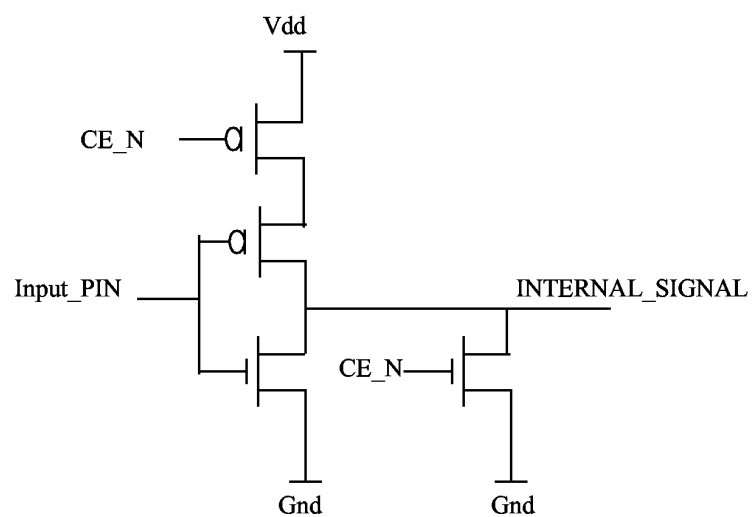 Vdd
CE_N
Input_PIN
INTERNAL_SIGNAL
CE_N
Gnd
Gnd